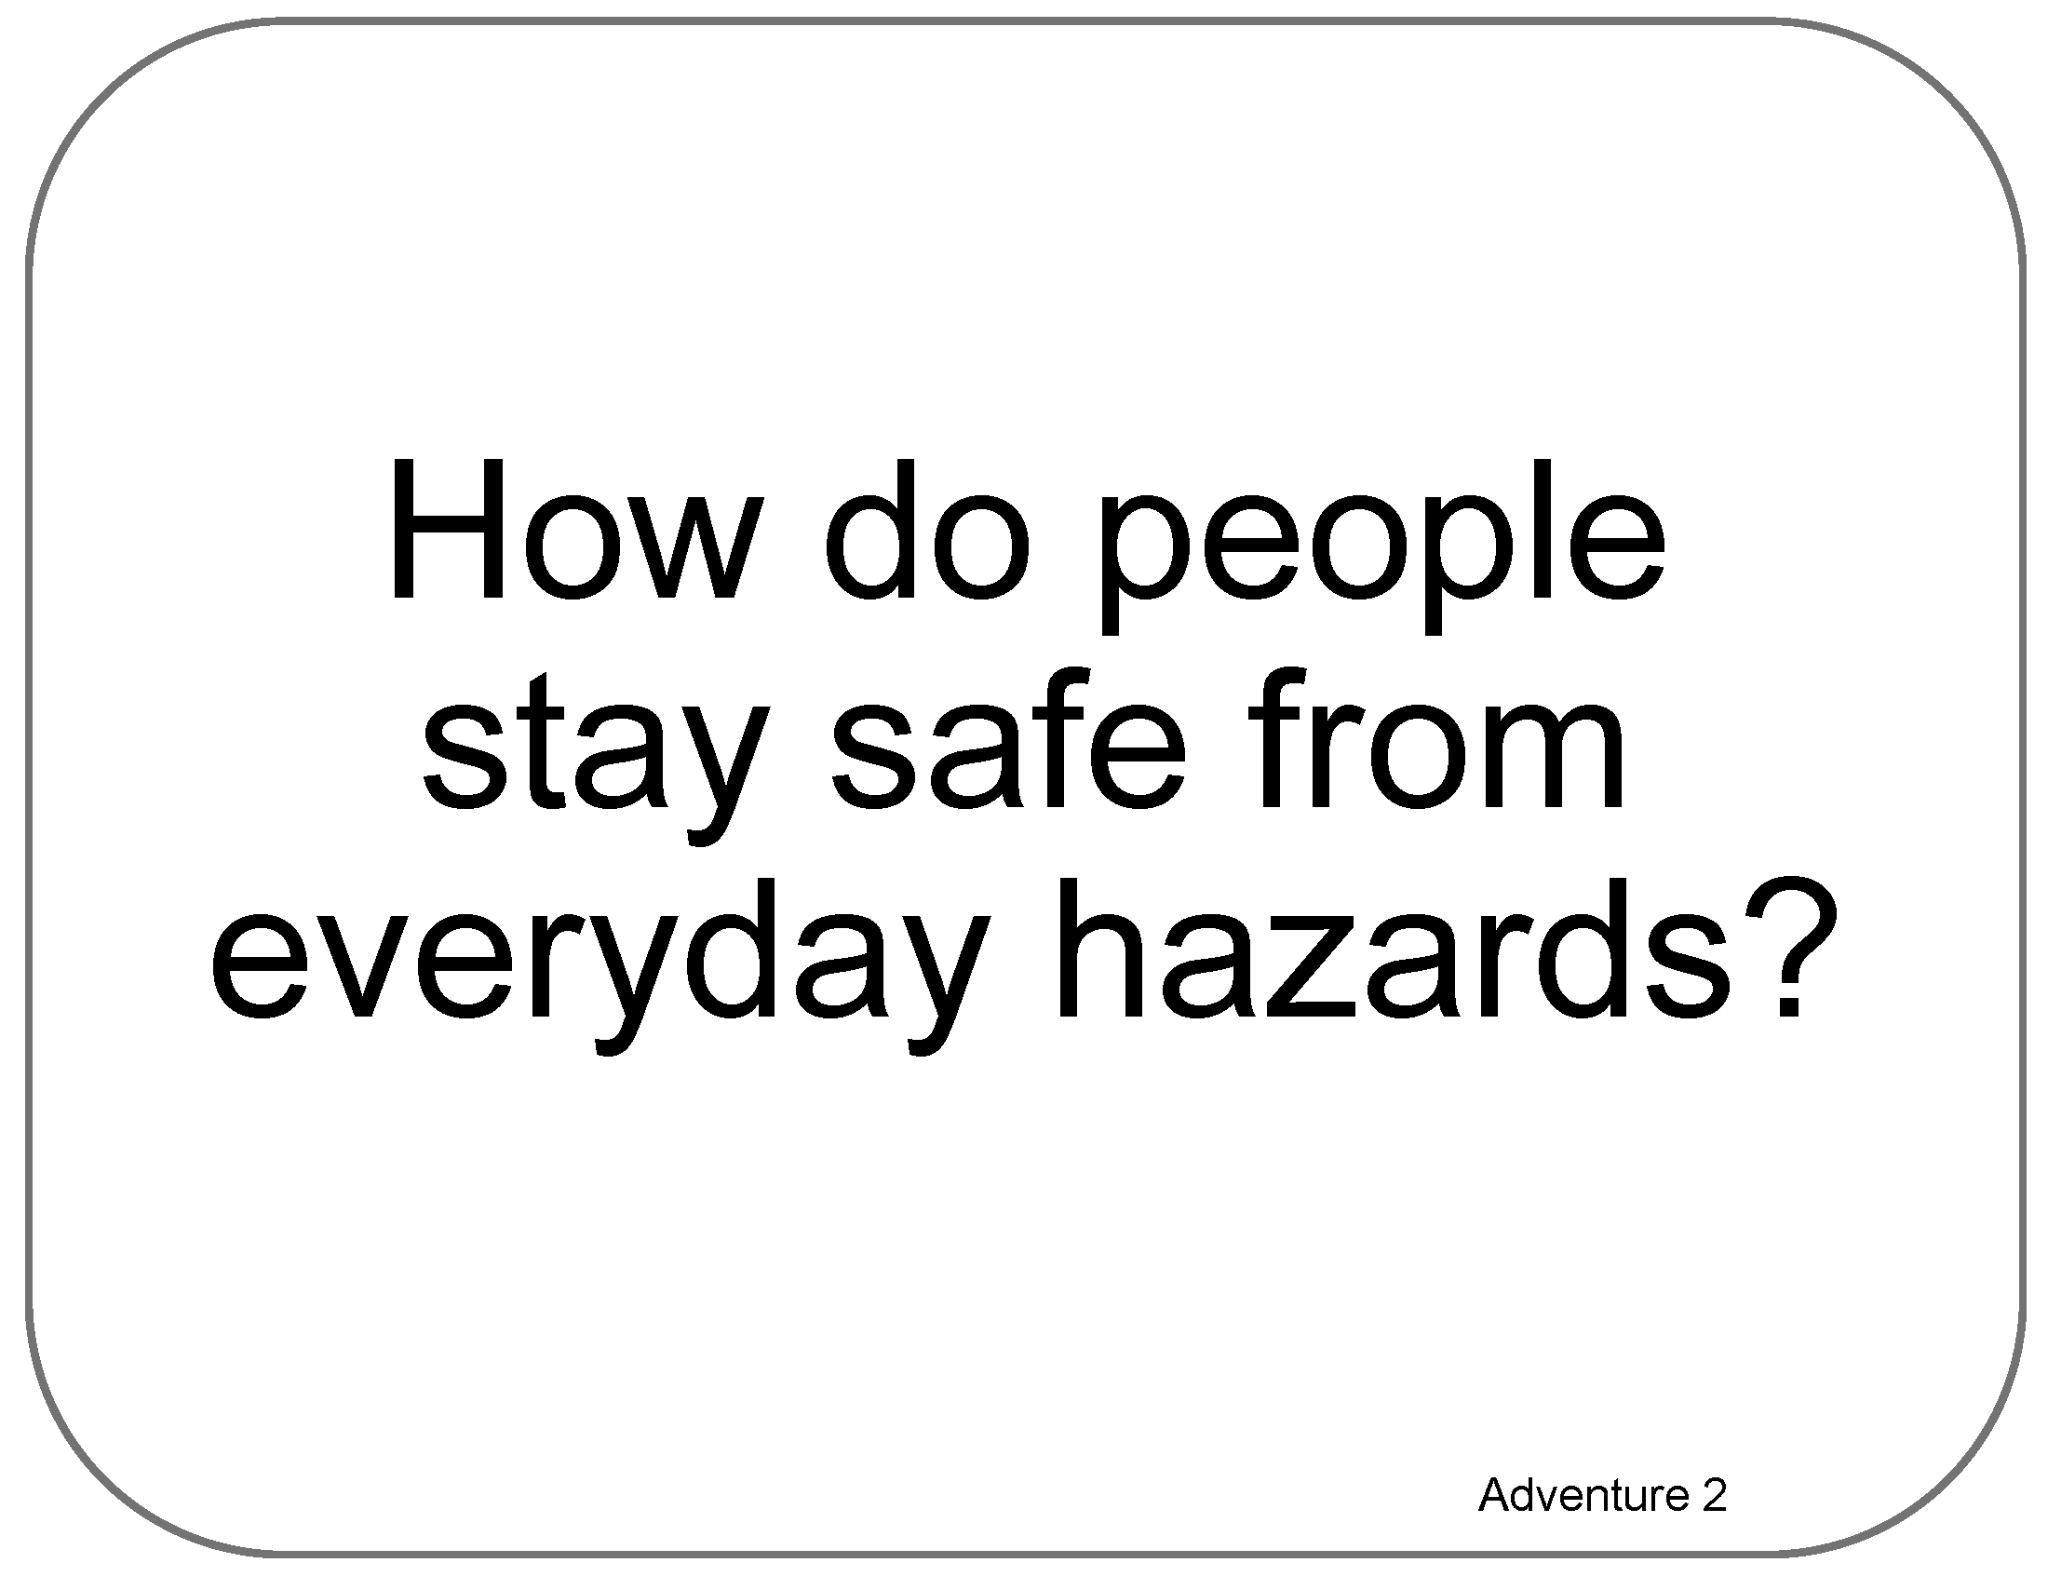 How do people
stay safe from
everyday hazards?
Adventure 2